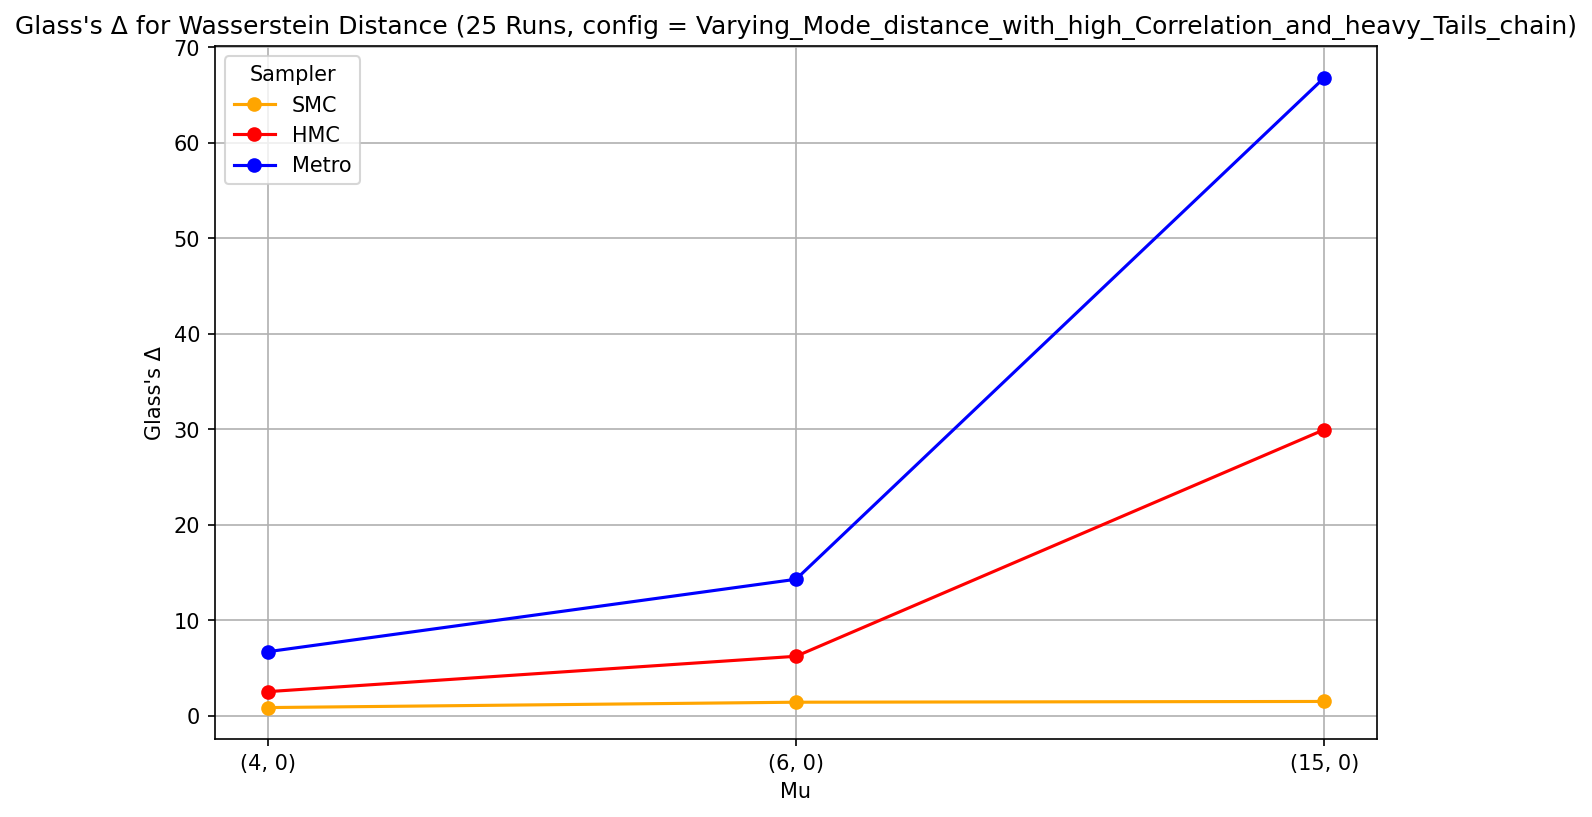 Glass's Δ for Wasserstein Distance (25 Runs, config = Varying_Mode_distance_with_high_Correlation_and_heavy_Tails_chain)
70
60
50
40
30
20
10
0
Glass's Δ
Sampler
SMC
HMC
Metro
(4, 0)
(6, 0)
(15, 0)
Mu